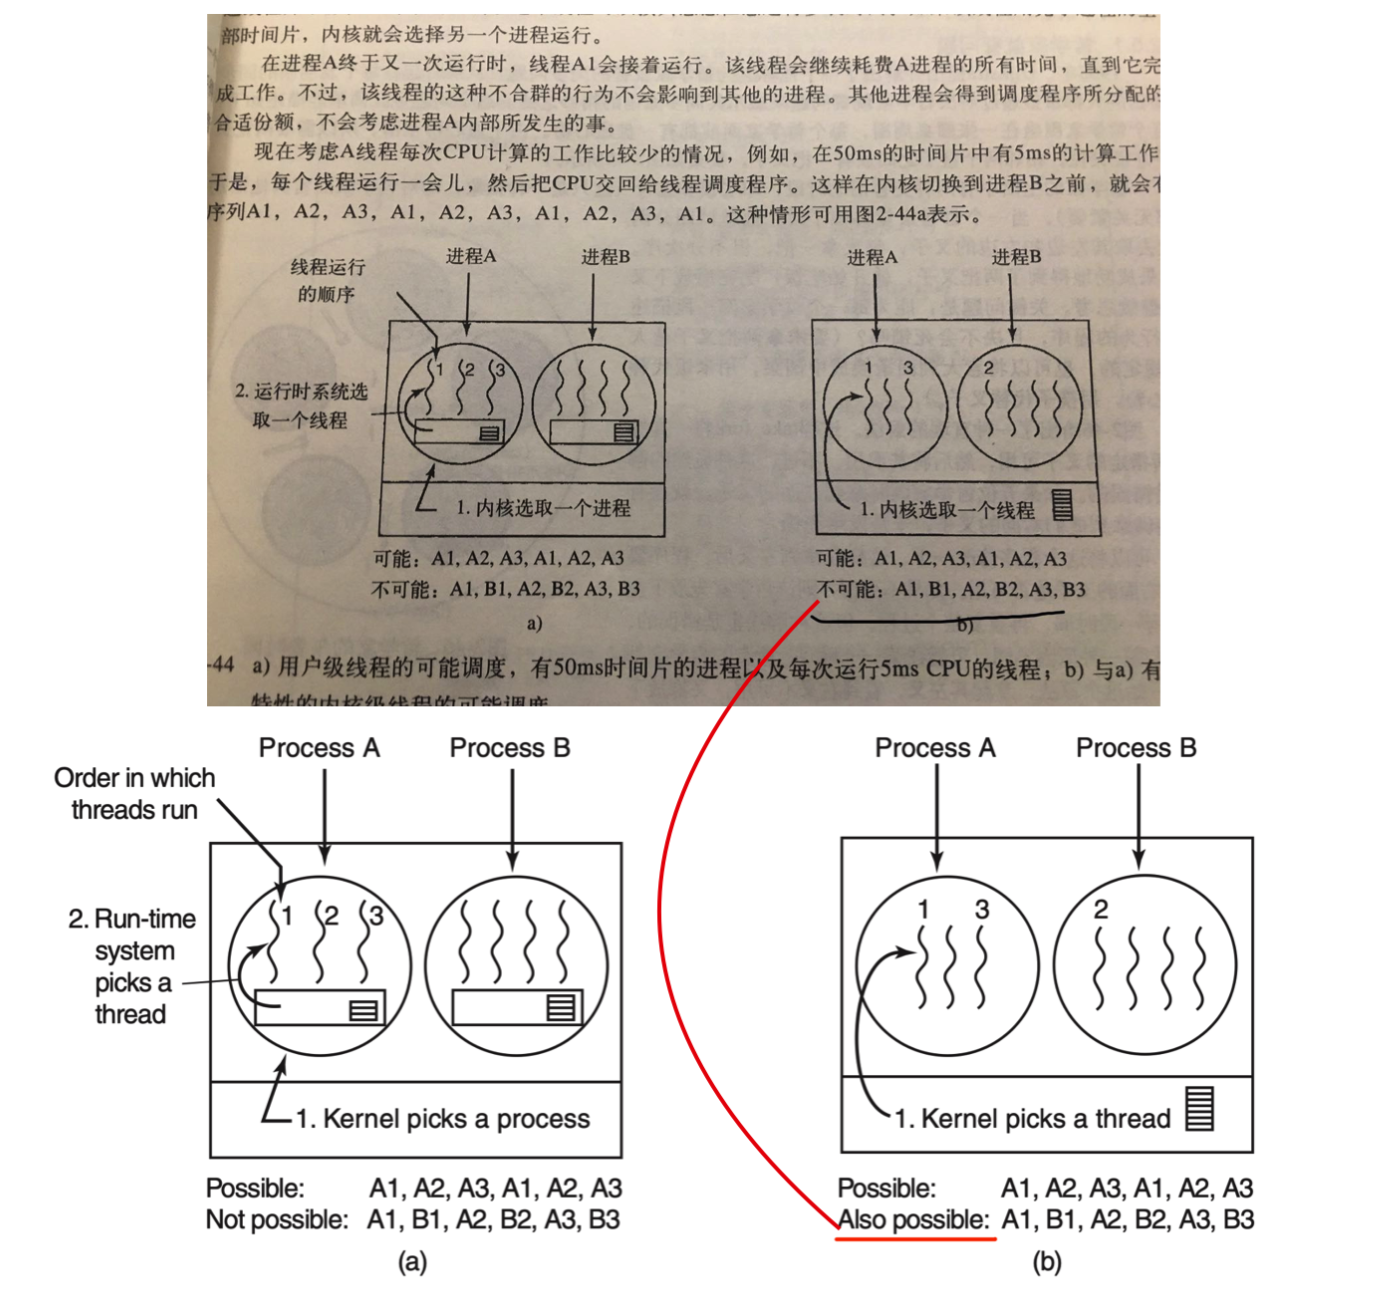 部时间片，内核就会选择另一个进程运行。
在进程A终于又一次运行时，线程A1会接着运行。该线程会继续耗费A进程的所有时间，直到它完
成工作。不过，该线程的这种不合群的行为不会影响到其他的进程。其他进程会得到调度程序所分配的
合适份额，不会考虑进程A内部所发生的事。
现在考虑A线程每次CPU计算的工作比较少的情况，例如，在50ms的时间片中有5ms的计算工作
于是，每个线程运行一会儿，然后把CPU交回给线程调度程序。这样在内核切换到进程B之前，就会有
序列A1，A2，A3，A1，A2，A3，A1，A2，A3，A1。这种情形可用图2-44a表示。
线程运行
的顺序
进程A
进程B
1 2 3
2. 运行时系统选
取一个线程
1. 内核选取一个进程
可能：A1, A2, A3, A1, A2, A3
不可能：A1, B1, A2, B2, A3, B3
a)
进程A
进程B
1 3
2
1. 内核选取一个线程
可能：A1, A2, A3, A1, A2, A3
不可能：A1, B1, A2, B2, A3, B3
b)
-44 a) 用户级线程的可能调度，有50ms时间片的进程以及每次运行5ms CPU的线程；b) 与a) 有
特性的内核级线程的可能调度
Process A
Process B
Order in which
threads run
1 2 3
2. Run-time
system
picks a
thread
1. Kernel picks a process
Possible: A1, A2, A3, A1, A2, A3
Not possible: A1, B1, A2, B2, A3, B3
(a)
Process A
Process B
1 3
2
1. Kernel picks a thread
Possible: A1, A2, A3, A1, A2, A3
Also possible: A1, B1, A2, B2, A3, B3
(b)